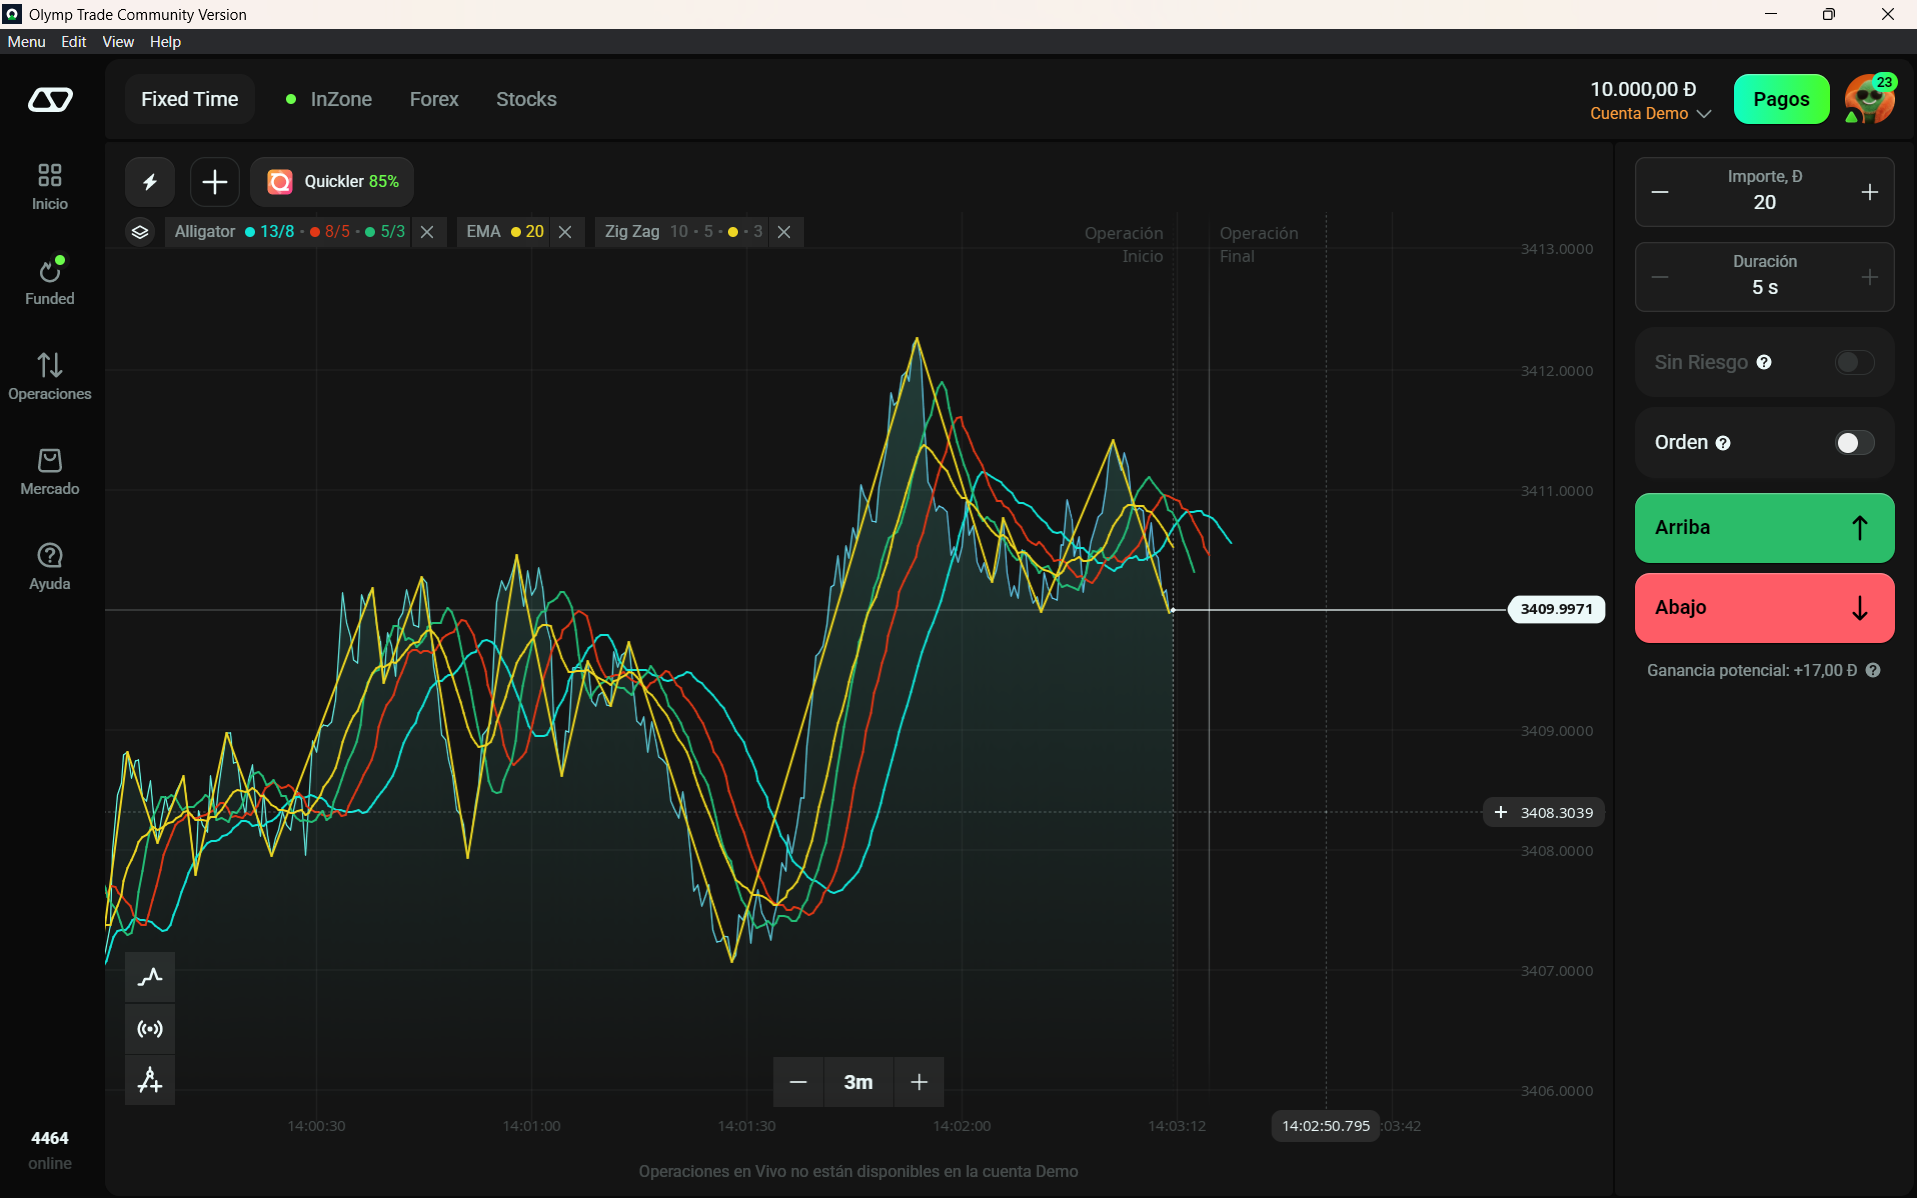 Olymp Trade Community Version
Menu Edit View Help
Fixed Time InZone Forex Stocks
10.000,00 Đ
Cuenta Demo
Pagos
23
Inicio
Funded
Operaciones
Mercado
Ayuda
4464
online
Quickler 85%
Alligator 13/8 8/5 5/3
EMA 20
Zig Zag 10 5 3
Operación Inicio
Operación Final
3413.0000
3412.0000
3411.0000
3409.9971
3409.0000
+ 3408.3039
3408.0000
3407.0000
3406.0000
3m
14:00:30 14:01:00 14:01:30 14:02:00 14:03:12 14:02:50.795 :03:42
Operaciones en Vivo no están disponibles en la cuenta Demo
Importe, Đ
20
Duración
5 s
Sin Riesgo
Orden
Arriba
Abajo
Ganancia potencial: +17,00 Đ